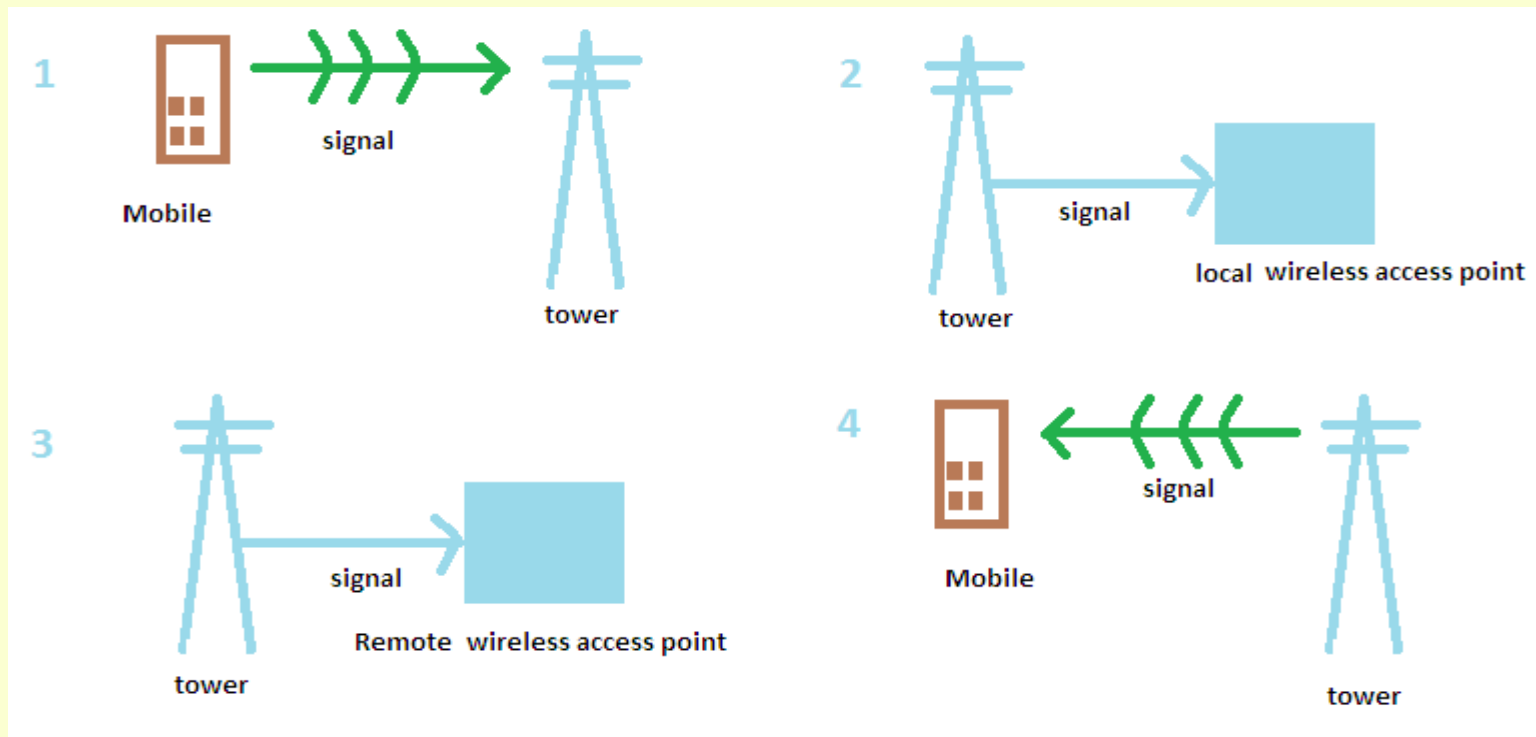 1
signal
Mobile
tower
2
signal
local wireless access point
tower
3
signal
Remote wireless access point
tower
4
signal
Mobile
tower